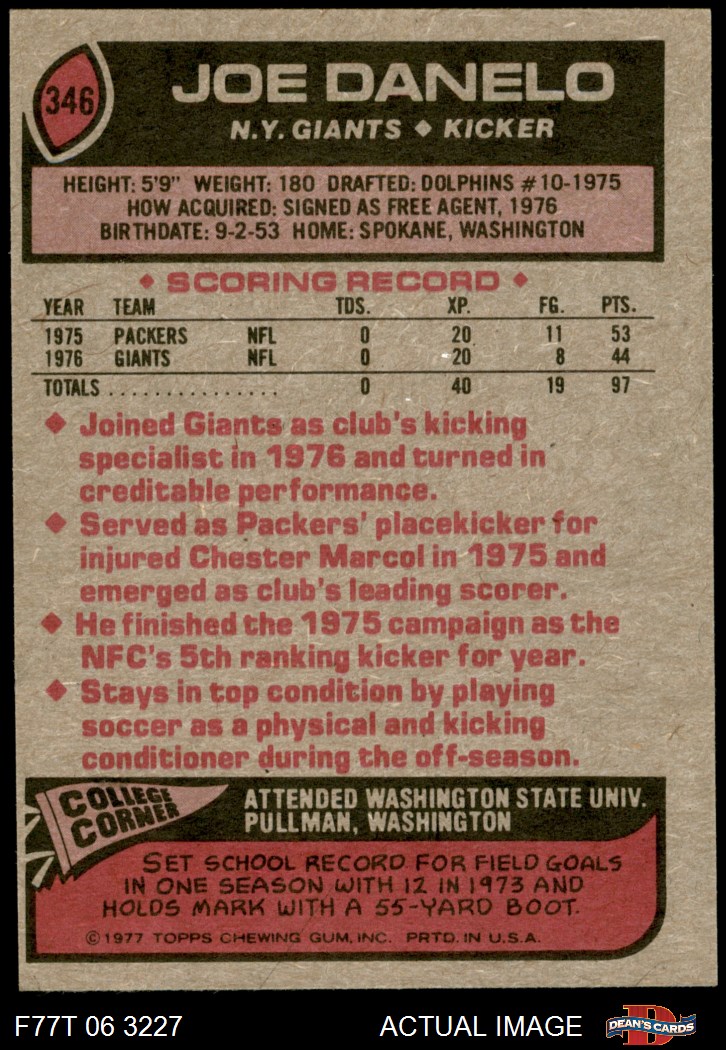 346
JOE DANELO
N.Y. GIANTS ◆ KICKER
HEIGHT: 5'9" WEIGHT: 180 DRAFTED: DOLPHINS #10-1975
HOW ACQUIRED: SIGNED AS FREE AGENT, 1976
BIRTHDATE: 9-2-53 HOME: SPOKANE, WASHINGTON
◆ SCORING RECORD ◆
YEAR TEAM TDS. XP. FG. PTS.
1975 PACKERS NFL 0 20 11 53
1976 GIANTS NFL 0 20 8 44
TOTALS ............... 0 40 19 97
◆ Joined Giants as club's kicking
specialist in 1976 and turned in
creditable performance.
◆ Served as Packers' placekicker for
injured Chester Marcol in 1975 and
emerged as club's leading scorer.
◆ He finished the 1975 campaign as the
NFC's 5th ranking kicker for year.
◆ Stays in top condition by playing
soccer as a physical and kicking
conditioner during the off-season.
COLLEGE
CORNER
ATTENDED WASHINGTON STATE UNIV.
PULLMAN, WASHINGTON
SET SCHOOL RECORD FOR FIELD GOALS
IN ONE SEASON WITH 12 IN 1973 AND
HOLDS MARK WITH A 55-YARD BOOT.
© 1977 TOPPS CHEWING GUM, INC. PRTD. IN U.S.A.
F77T 06 3227 ACTUAL IMAGE
D
DEAN'S CARDS